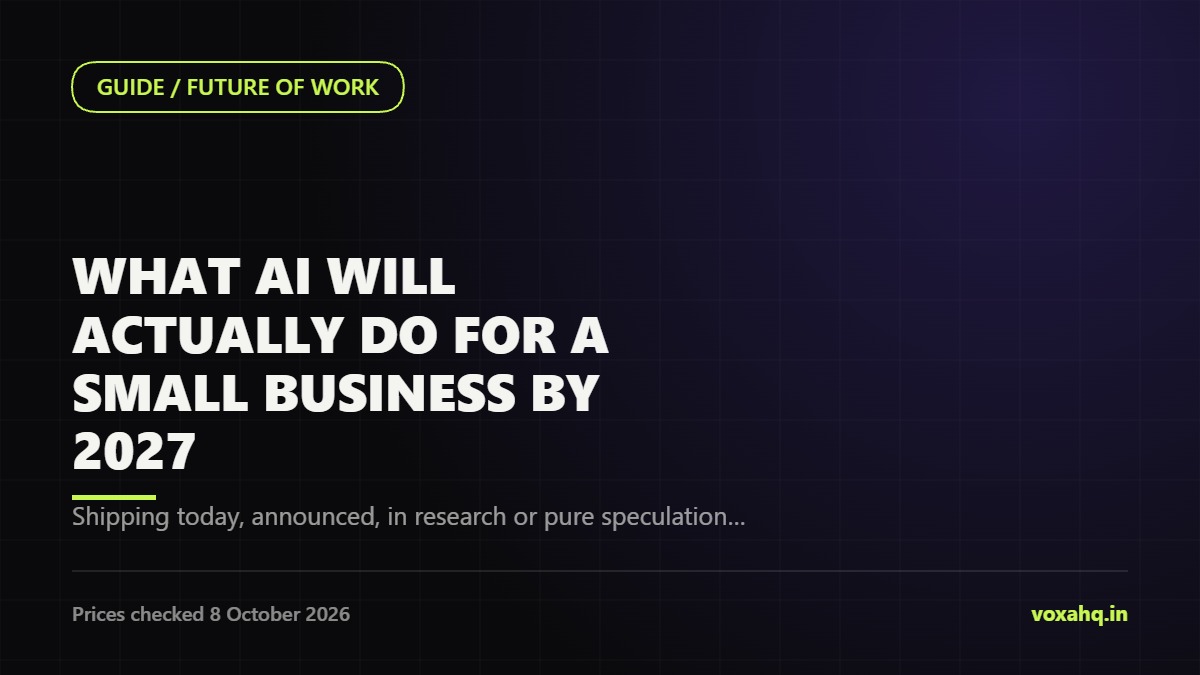 GUIDE / FUTURE OF WORK
WHAT AI WILL
ACTUALLY DO FOR A
SMALL BUSINESS BY
2027
Shipping today, announced, in research or pure speculation...
Prices checked 8 October 2026
voxahq.in